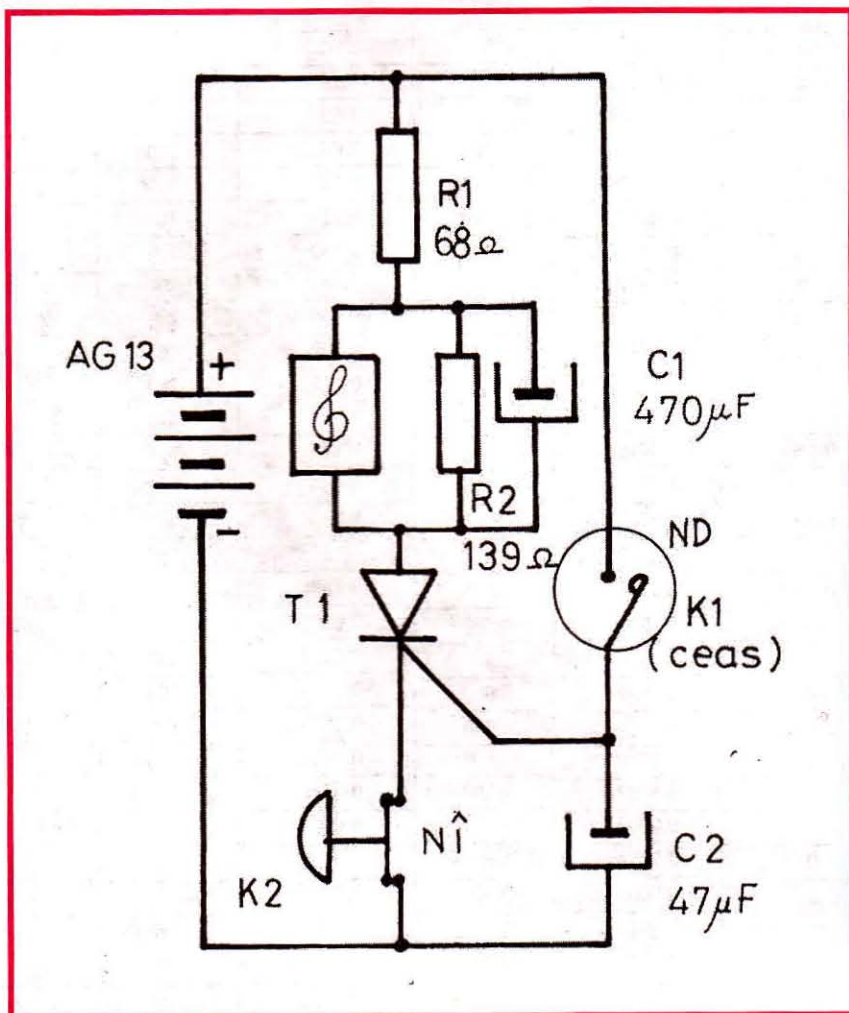 R1
68Ω
AG 13
+
-
C1
470µF
R2
139Ω
ND
T1
K1
(ceas)
NÎ
K2
C2
47µF